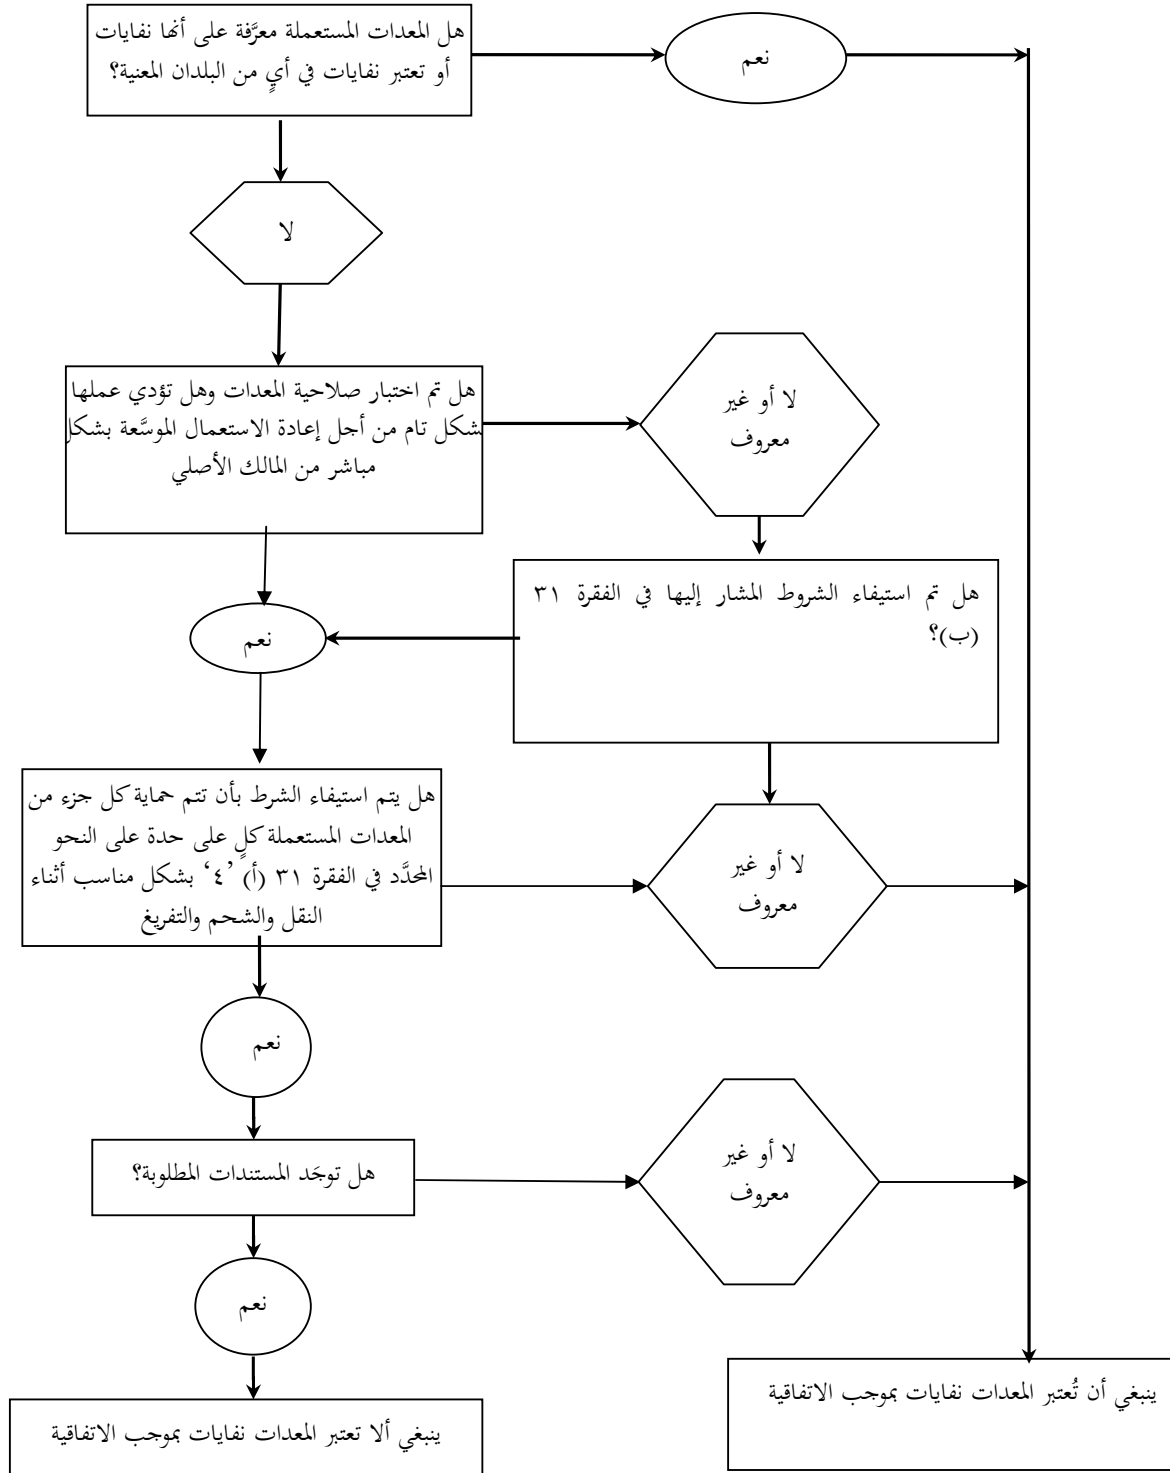 هل المعدات المستعملة معرَّفة على أنها نفايات
أو تعتبر نفايات في أيٍ من البلدان المعنية؟
نعم
لا
هل تم اختبار صلاحية المعدات وهل تؤدي عملها
بشكل تام من أجل إعادة الاستعمال الموسَّعة بشكل
مباشر من المالك الأصلي
لا أو غير
معروف
هل تم استيفاء الشروط المشار إليها في الفقرة ٣١
(ب)؟
نعم
هل يتم استيفاء الشرط بأن تتم حماية كل جزء من
المعدات المستعملة كلٍ على حدة على النحو
المحدَّد في الفقرة ٣١ (أ) ’٤‘ بشكل مناسب أثناء
النقل والشحم والتفريغ
لا أو غير
معروف
نعم
هل توجَد المستندات المطلوبة؟
لا أو غير
معروف
نعم
ينبغي أن تُعتبر المعدات نفايات بموجب الاتفاقية
ينبغي ألا تعتبر المعدات نفايات بموجب الاتفاقية